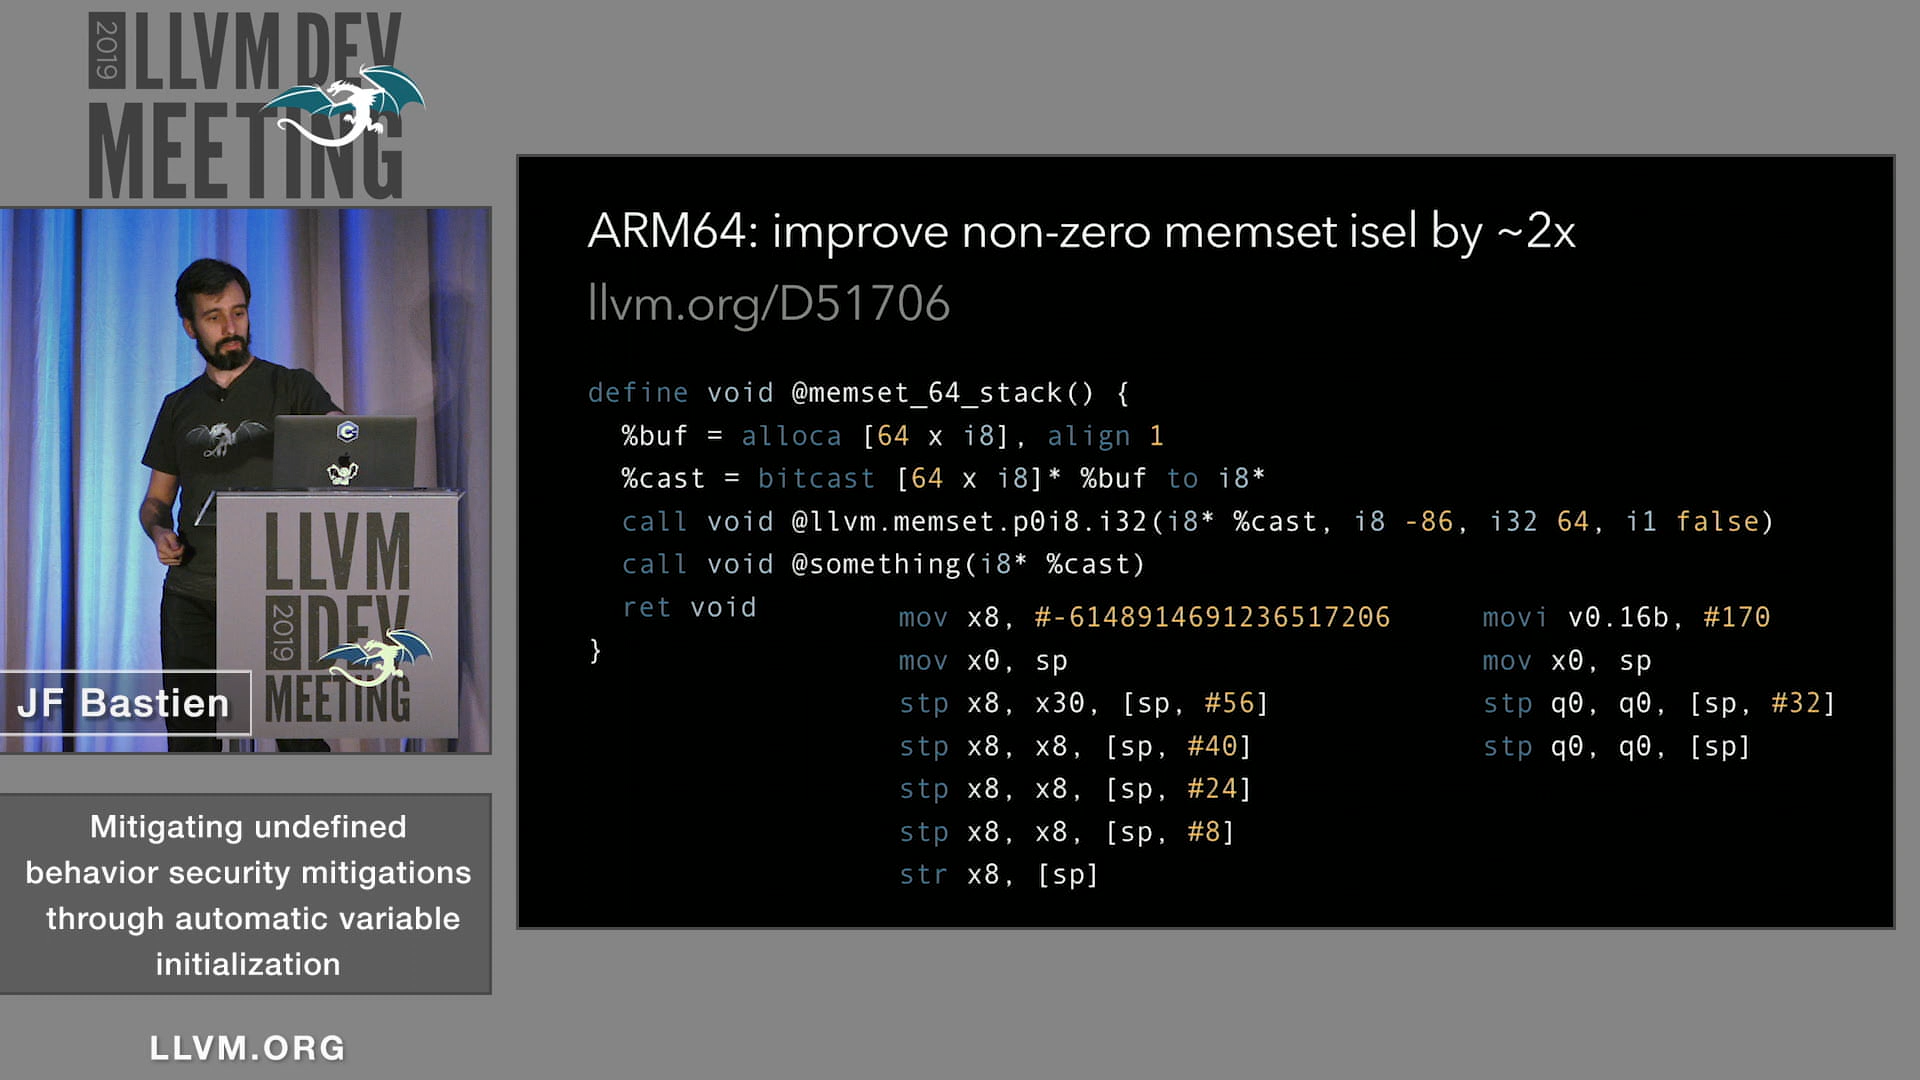 2019
LLVM DEV
MEETING
LLVM
2019
DEV
MEETING
JF Bastien
Mitigating undefined
behavior security mitigations
through automatic variable
initialization
LLVM.ORG
ARM64: improve non-zero memset isel by ~2x
llvm.org/D51706
define void @memset_64_stack() {
%buf = alloca [64 x i8], align 1
%cast = bitcast [64 x i8]* %buf to i8*
call void @llvm.memset.p0i8.i32(i8* %cast, i8 -86, i32 64, i1 false)
call void @something(i8* %cast)
ret void
}
mov x8, #-6148914691236517206
mov x0, sp
stp x8, x30, [sp, #56]
stp x8, x8, [sp, #40]
stp x8, x8, [sp, #24]
stp x8, x8, [sp, #8]
str x8, [sp]
movi v0.16b, #170
mov x0, sp
stp q0, q0, [sp, #32]
stp q0, q0, [sp]